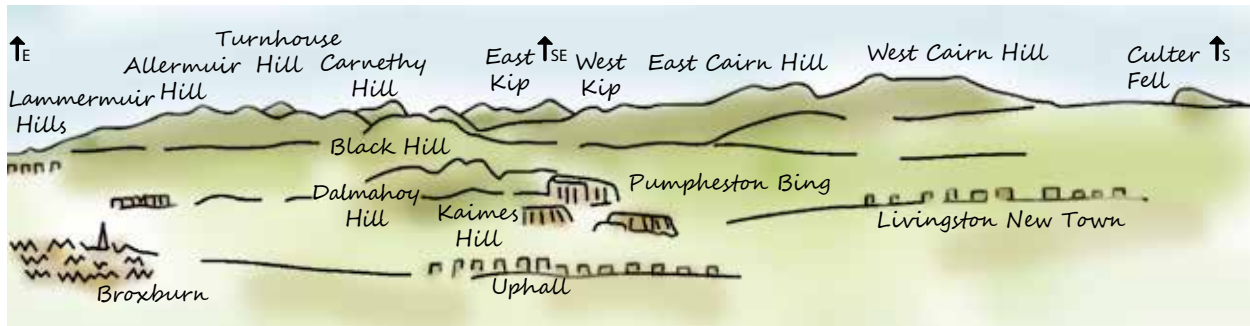 E
Lammermuir
Hills
Allermuir
Hill
Turnhouse
Hill
Carnethy
Hill
East
Kip
SE
West
Kip
East Cairn Hill
West Cairn Hill
Culter
Fell
S
Black Hill
Dalmahoy
Hill
Kaimes
Hill
Pumpheston Bing
Livingston New Town
Broxburn
Uphall